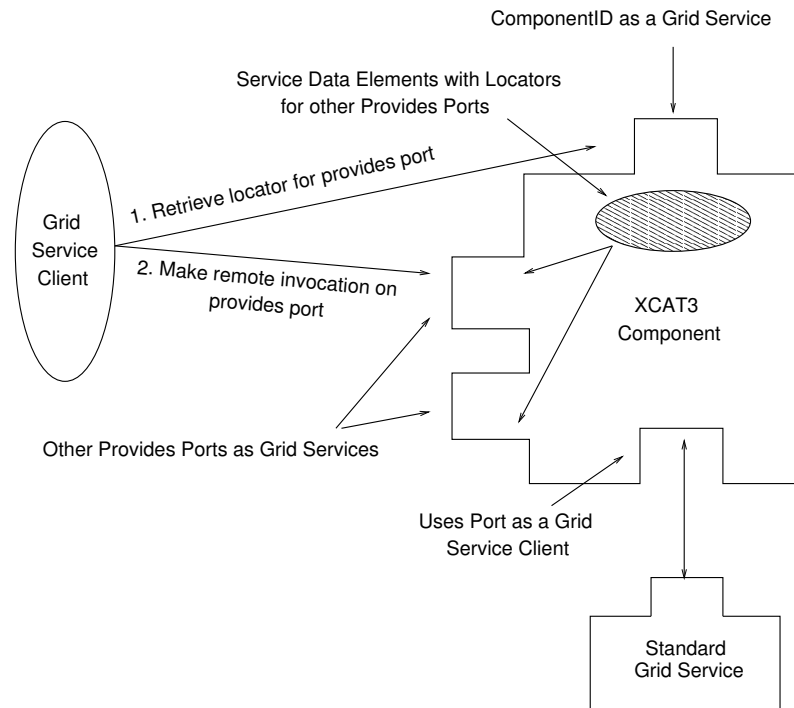 ComponentID as a Grid Service
Service Data Elements with Locators
for other Provides Ports
1. Retrieve locator for provides port
Grid
Service
Client
2. Make remote invocation on
provides port
XCAT3
Component
Other Provides Ports as Grid Services
Uses Port as a Grid
Service Client
Standard
Grid Service